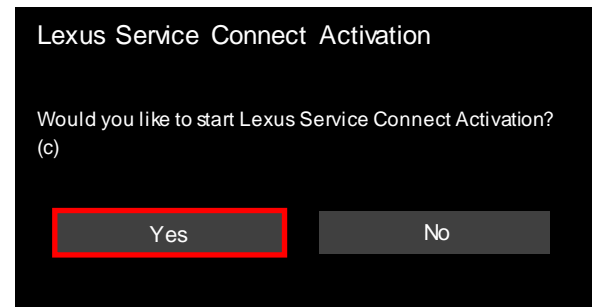 Lexus Service Connect Activation
Would you like to start Lexus Service Connect Activation?
(c)
Yes
No